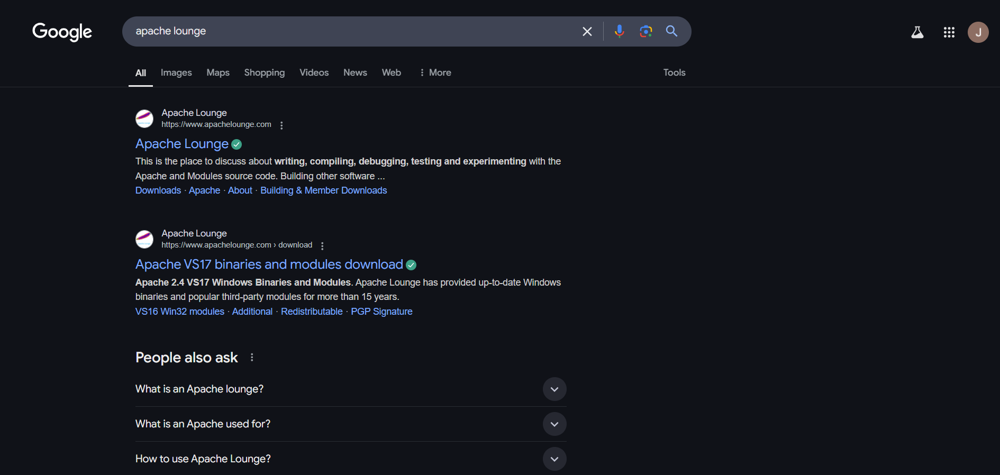 Google
apache lounge
J
All Images Maps Shopping Videos News Web More Tools
Apache Lounge
https://www.apachelounge.com
Apache Lounge
This is the place to discuss about writing, compiling, debugging, testing and experimenting with the
Apache and Modules source code. Building other software ...
Downloads · Apache · About · Building & Member Downloads
Apache Lounge
https://www.apachelounge.com › download
Apache VS17 binaries and modules download
Apache 2.4 VS17 Windows Binaries and Modules. Apache Lounge has provided up-to-date Windows
binaries and popular third-party modules for more than 15 years.
VS16 Win32 modules · Additional · Redistributable · PGP Signature
People also ask
What is an Apache lounge?
What is an Apache used for?
How to use Apache Lounge?